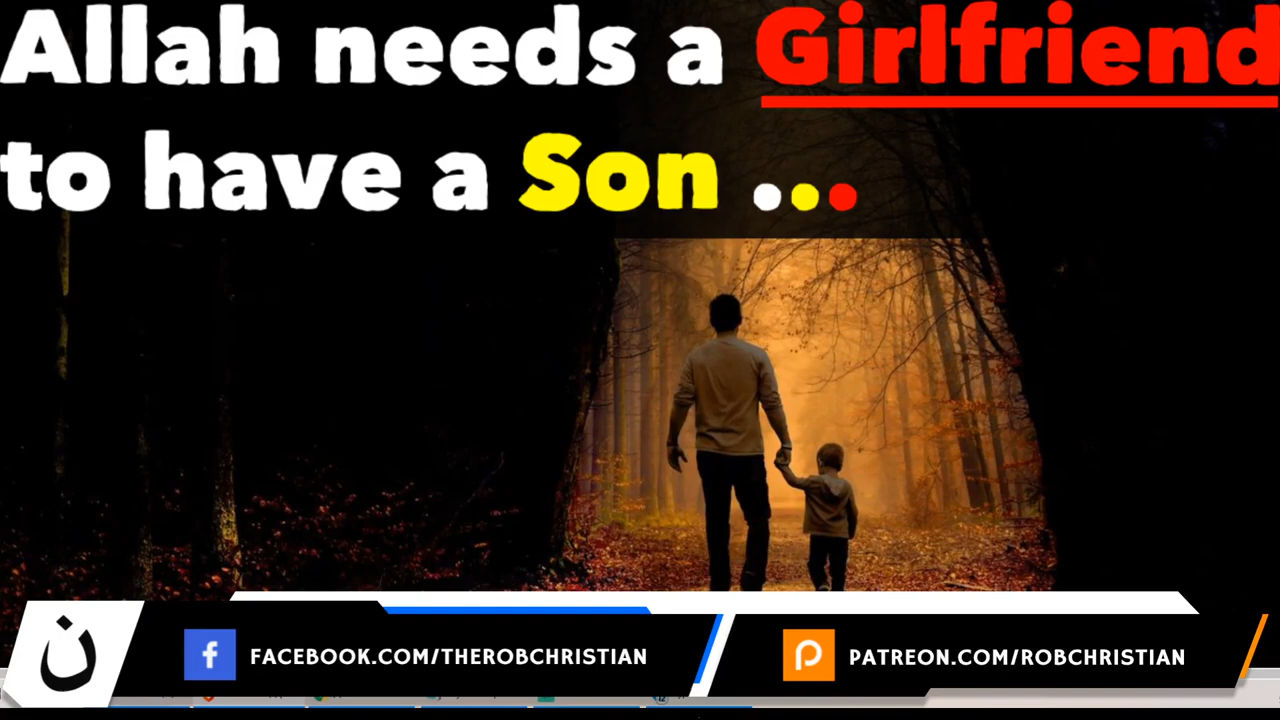 Allah needs a Girlfriend
to have a Son ...
ن
FACEBOOK.COM/THEROBCHRISTIAN
PATREON.COM/ROBCHRISTIAN